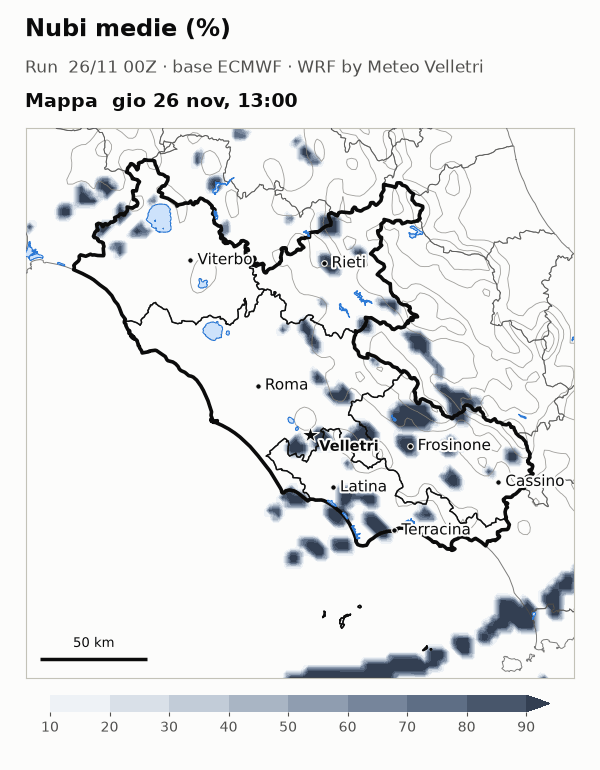 Nubi medie (%)
Run 26/11 00Z · base ECMWF · WRF by Meteo Velletri
Mappa gio 26 nov, 13:00
Viterbo
Rieti
Roma
Velletri
Frosinone
Latina
Cassino
Terracina
50 km
10 20 30 40 50 60 70 80 90